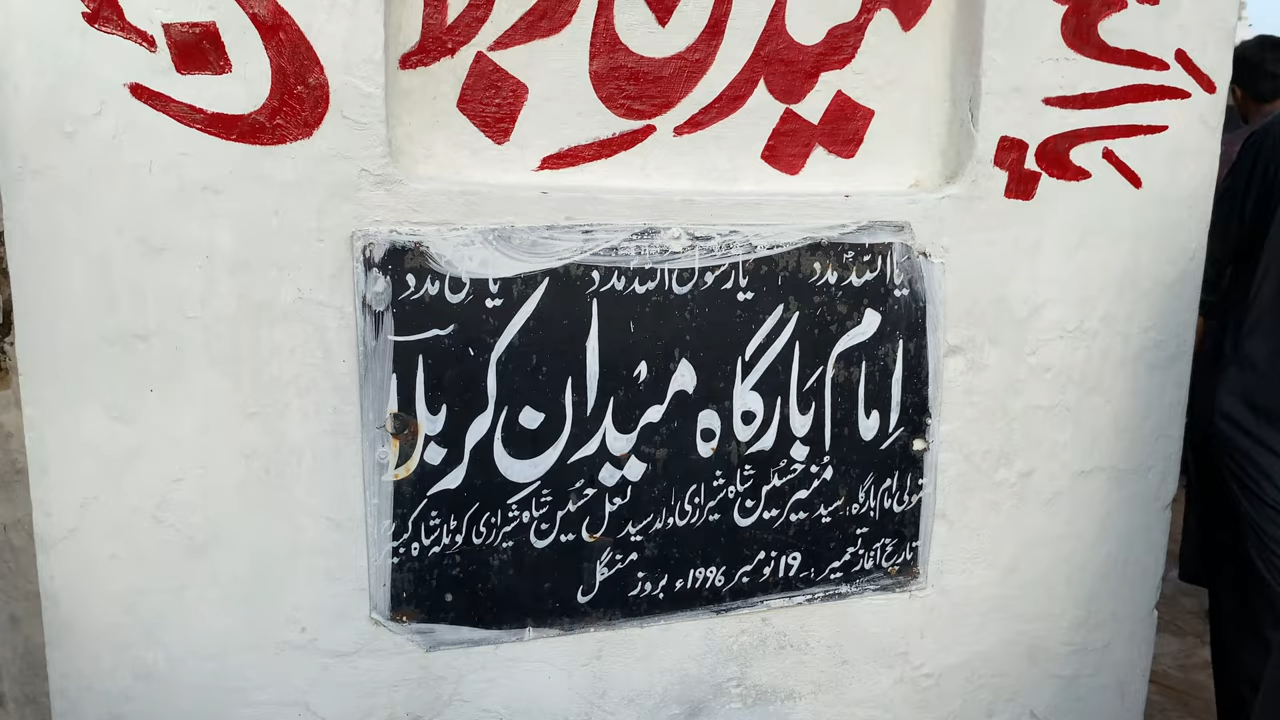 میدان کربلا
یا اللہ مدد یا رسول اللہ مدد یا علی مدد
امام بارگاہ میدان کربلا
متولی امام بارگاہ: سید منیر حسین شاہ شیرازی ولد سید لعل حسین شاہ شیرازی کوٹلہ شاہ کبیر
تاریخ آغاز تعمیر :۔ 19 نومبر 1996ء بروز منگل